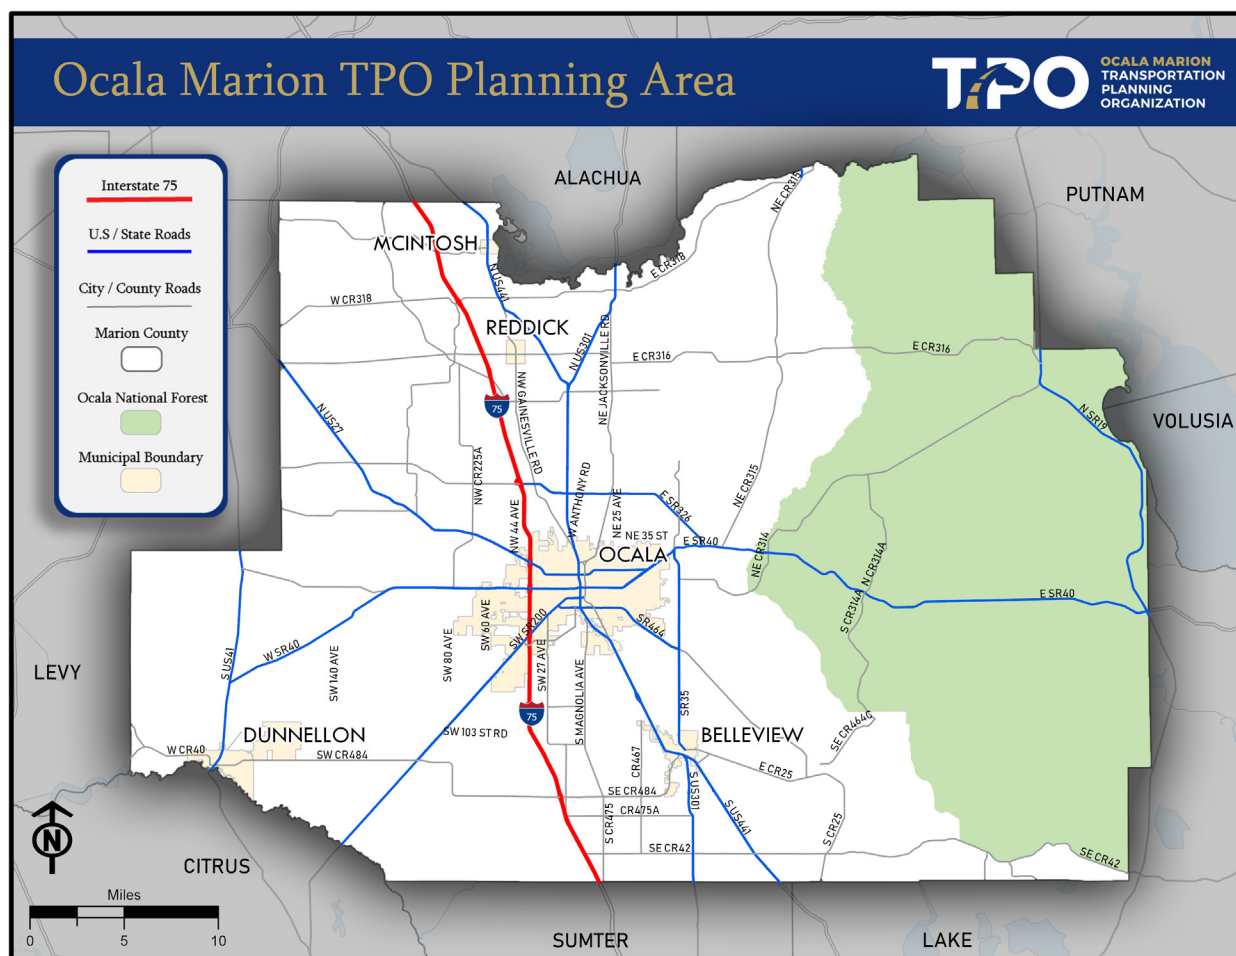 Ocala Marion TPO Planning Area
TPO
OCALA MARION
TRANSPORTATION
PLANNING
ORGANIZATION
Interstate 75
U.S / State Roads
City / County Roads
Marion County
Ocala National Forest
Municipal Boundary
ALACHUA
PUTNAM
VOLUSIA
LEVY
CITRUS
SUMTER
LAKE
MCINTOSH
REDDICK
OCALA
DUNNELLON
BELLEVIEW
NE CR315
E CR318
W CR318
N US441
N US301
NE JACKSONVILLE RD
E CR316
E CR316
N US27
75
NW GAINESVILLE RD
N SR19
NW CR225A
NW 44 AVE
W ANTHONY RD
NE 25 AVE
E SR326
NE CR315
NE 35 ST
E SR40
NE CR314
N CR314A
S CR314A
E SR40
SW 60 AVE
SW SR200
SR464
S US41
W SR40
SW 140 AVE
SW 80 AVE
SW 27 AVE
S MAGNOLIA AVE
SR35
75
SE CR464C
W CR40
SW CR484
SW 103 ST RD
CR467
E CR25
SE CR484
CR475A
S CR475
S US301
S US441
S CR25
SE CR42
SE CR42
N
Miles
0
5
10